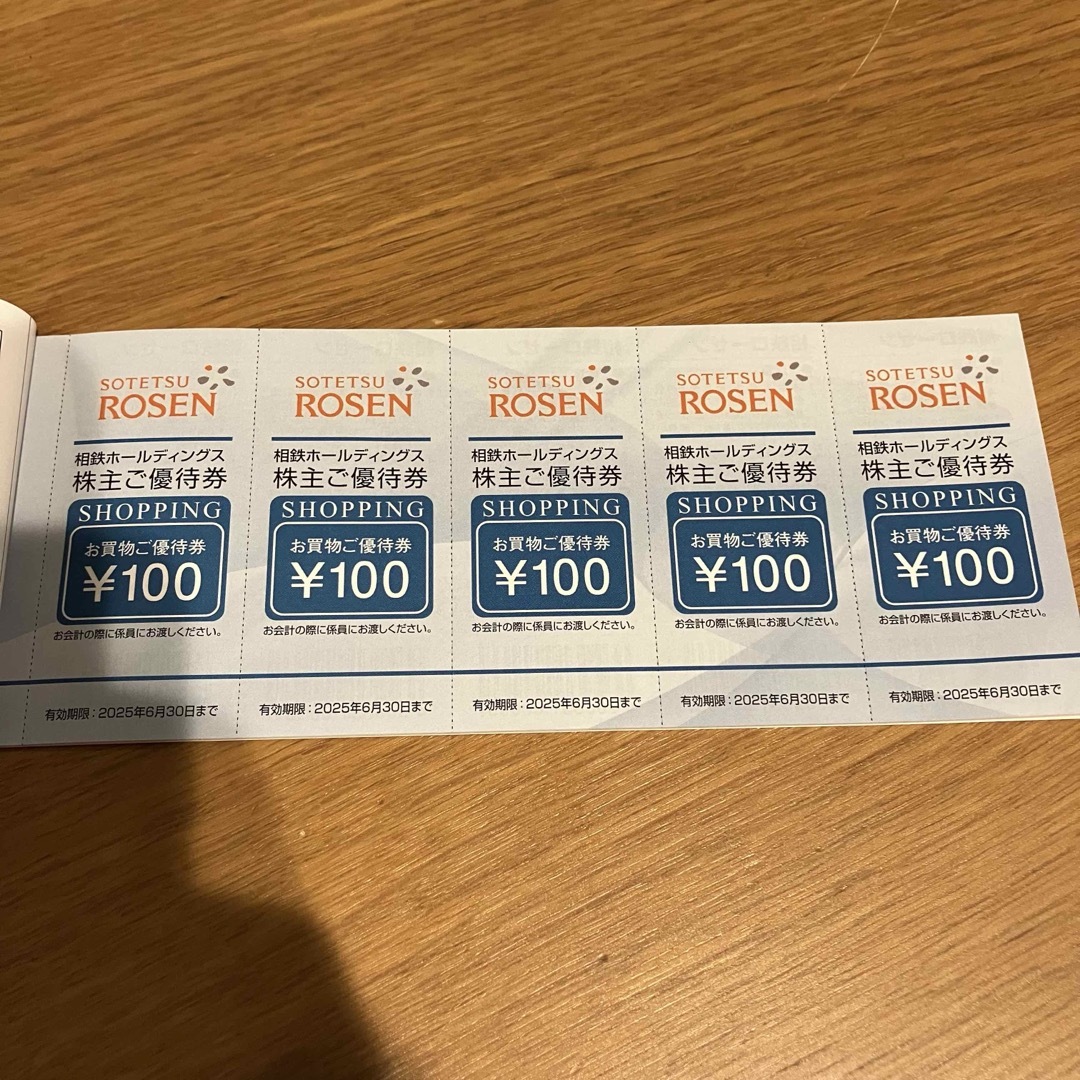 SOTETSU
ROSEN
相鉄ホールディングス
株主ご優待券
SHOPPING
お買物ご優待券
¥100
お会計の際に係員にお渡しください。
有効期限：2025年6月30日まで
SOTETSU
ROSEN
相鉄ホールディングス
株主ご優待券
SHOPPING
お買物ご優待券
¥100
お会計の際に係員にお渡しください。
有効期限：2025年6月30日まで
SOTETSU
ROSEN
相鉄ホールディングス
株主ご優待券
SHOPPING
お買物ご優待券
¥100
お会計の際に係員にお渡しください。
有効期限：2025年6月30日まで
SOTETSU
ROSEN
相鉄ホールディングス
株主ご優待券
SHOPPING
お買物ご優待券
¥100
お会計の際に係員にお渡しください。
有効期限：2025年6月30日まで
SOTETSU
ROSEN
相鉄ホールディングス
株主ご優待券
SHOPPING
お買物ご優待券
¥100
お会計の際に係員にお渡しください。
有効期限：2025年6月30日まで